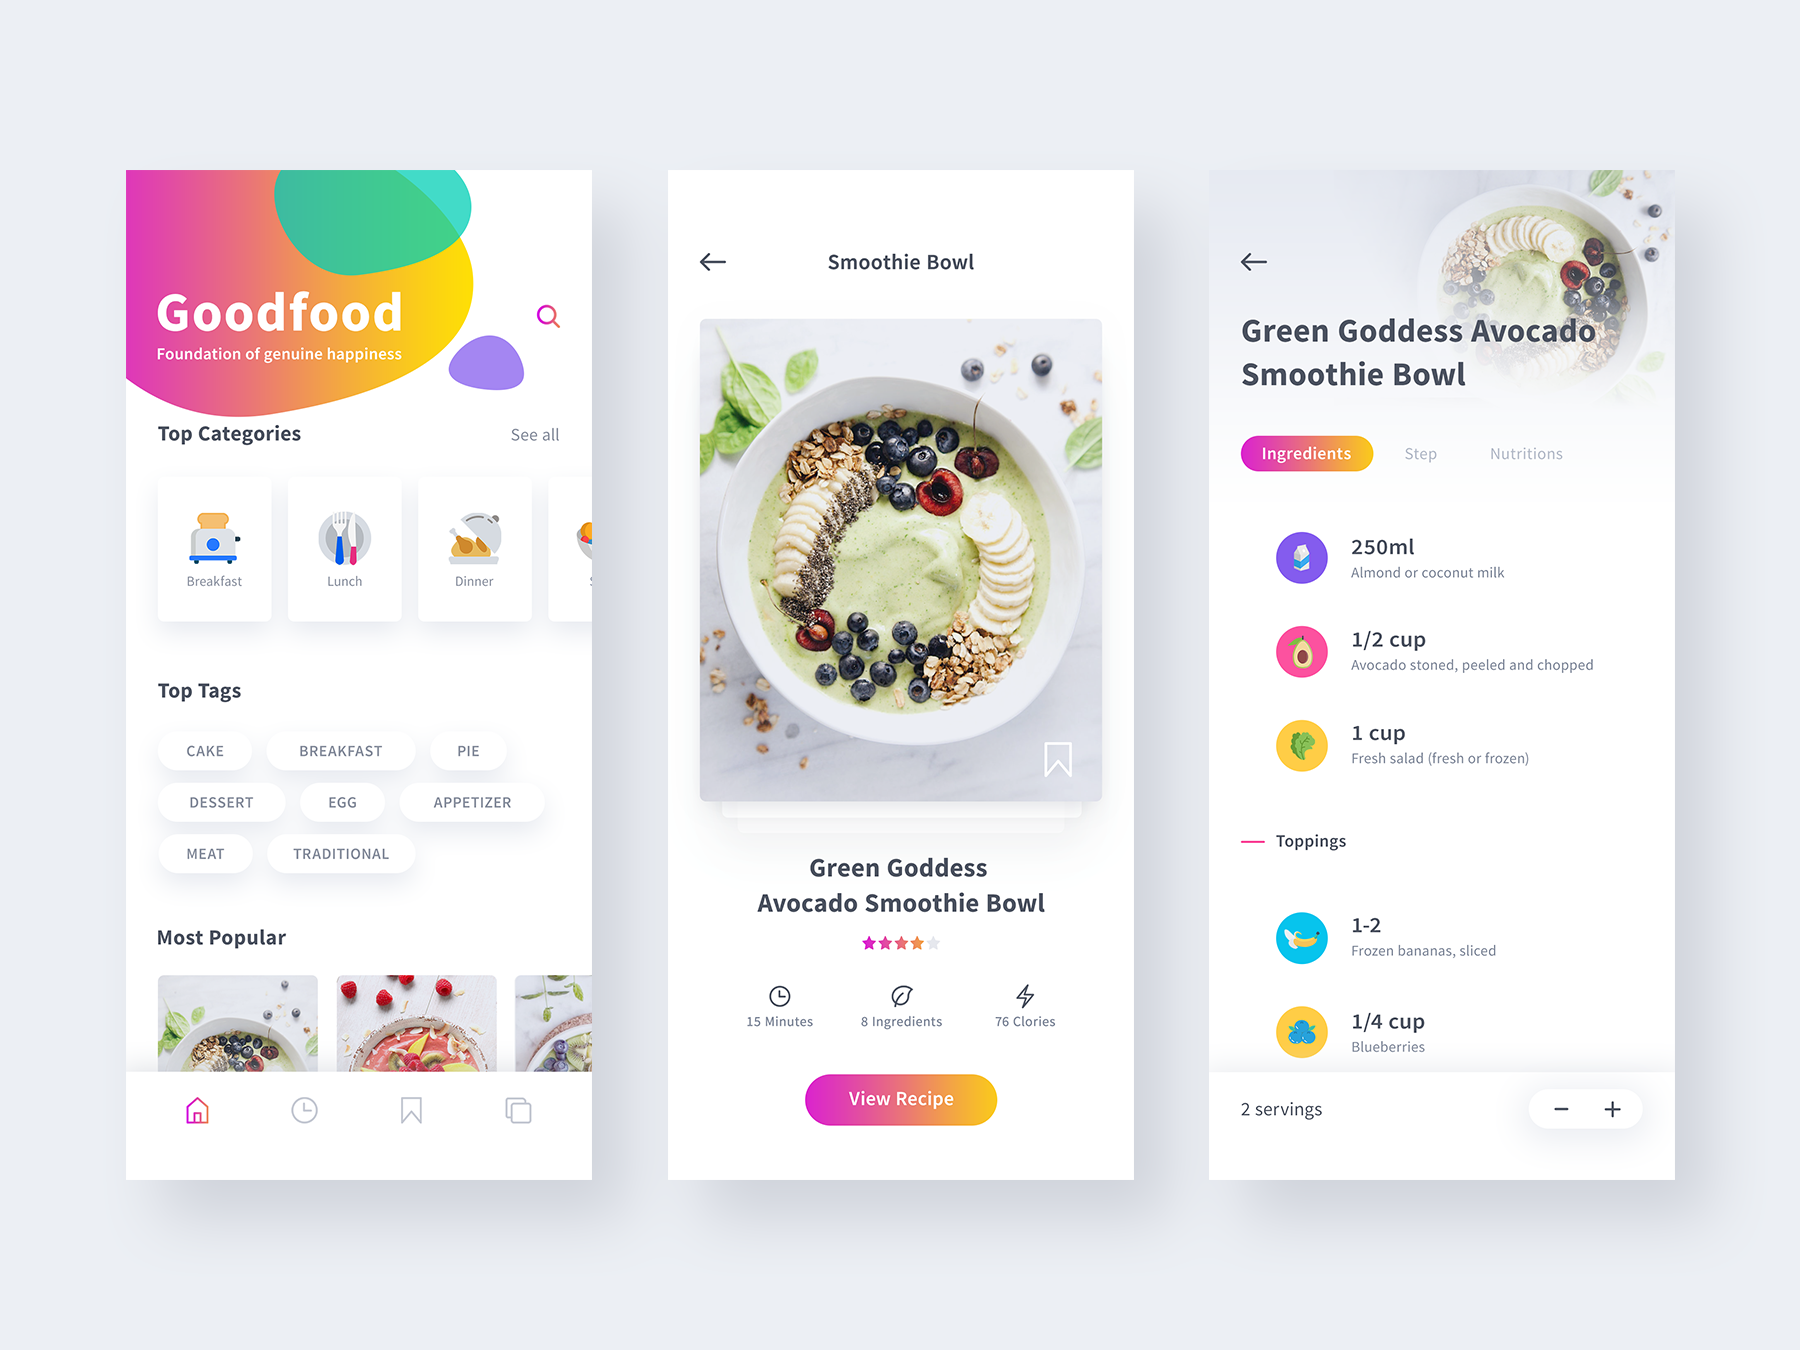 Goodfood
Foundation of genuine happiness
Top Categories
See all
Breakfast
Lunch
Dinner
Top Tags
CAKE
BREAKFAST
PIE
DESSERT
EGG
APPETIZER
MEAT
TRADITIONAL
Most Popular
Smoothie Bowl
Green Goddess
Avocado Smoothie Bowl
15 Minutes
8 Ingredients
76 Clories
View Recipe
Green Goddess Avocado
Smoothie Bowl
Ingredients
Step
Nutritions
250ml
Almond or coconut milk
1/2 cup
Avocado stoned, peeled and chopped
1 cup
Fresh salad (fresh or frozen)
Toppings
1-2
Frozen bananas, sliced
1/4 cup
Blueberries
2 servings